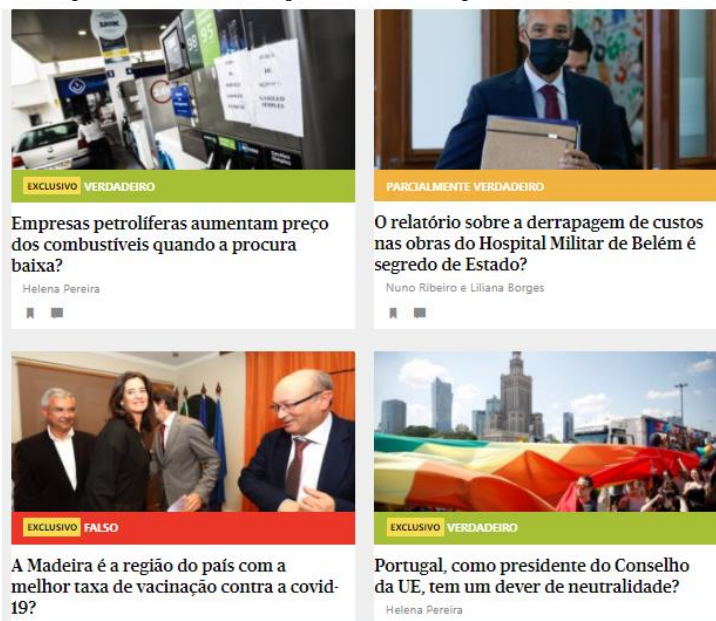 EXCLUSIVO VERDADEIRO
Empresas petrolíferas aumentam preço
dos combustíveis quando a procura
baixa?
Helena Pereira
PARCIALMENTE VERDADEIRO
O relatório sobre a derrapagem de custos
nas obras do Hospital Militar de Belém é
segredo de Estado?
Nuno Ribeiro e Liliana Borges
EXCLUSIVO FALSO
A Madeira é a região do país com a
melhor taxa de vacinação contra a covid-
19?
EXCLUSIVO VERDADEIRO
Portugal, como presidente do Conselho
da UE, tem um dever de neutralidade?
Helena Pereira